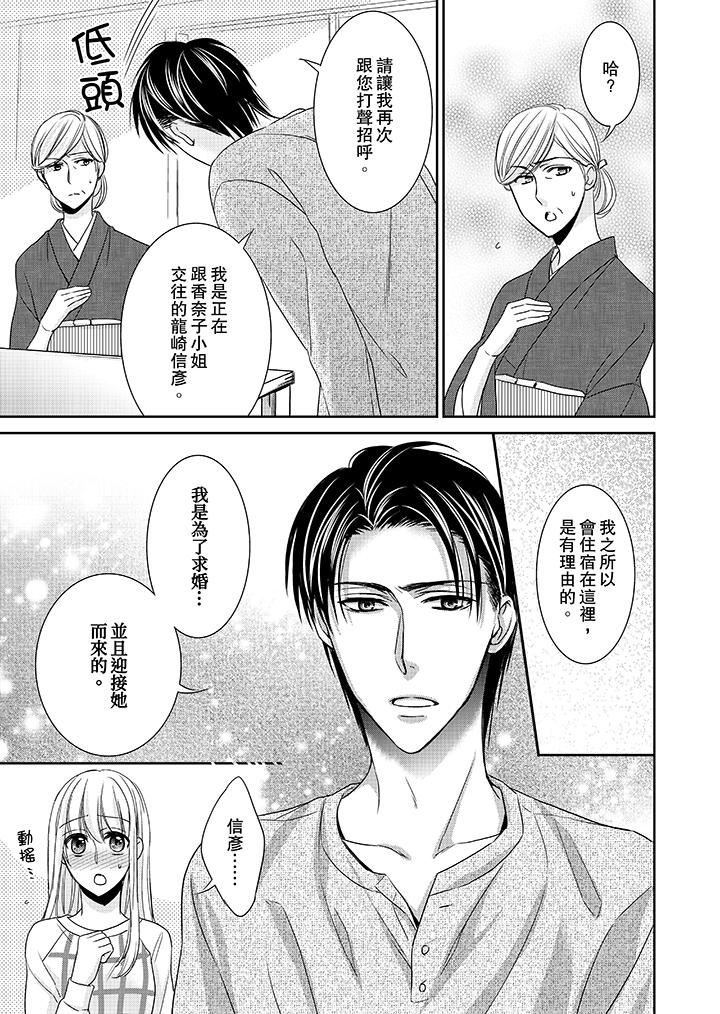 哈？
請讓我再次
跟您打聲招呼。
低頭
我是正在
跟香奈子小姐
交往的龍崎信彥。
我之所以
會住宿在這裡，
是有理由的。
我是為了求婚…
並且迎接她
而來的。
信彥……
動搖…